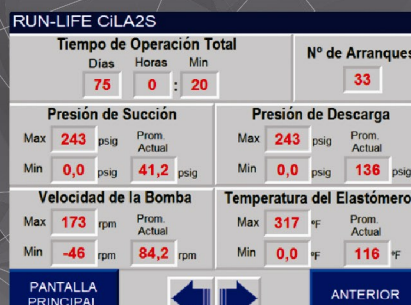 RUN-LIFE CiLA2S
Tiempo de Operación Total
Dias Horas Min
75 0 : 20
Nº de Arranques
33
Presión de Succión
Max 243 psig Prom. Actual
Min 0,0 psig 41,2 psig
Presión de Descarga
Max 243 psig Prom. Actual
Min 0,0 psig 136 psig
Velocidad de la Bomba
Max 173 rpm Prom. Actual
Min -46 rpm 84,2 rpm
Temperatura del Elastómero
Max 317 ºF Prom. Actual
Min 0,0 ºF 116 ºF
PANTALLA
PRINCIPAL
ANTERIOR